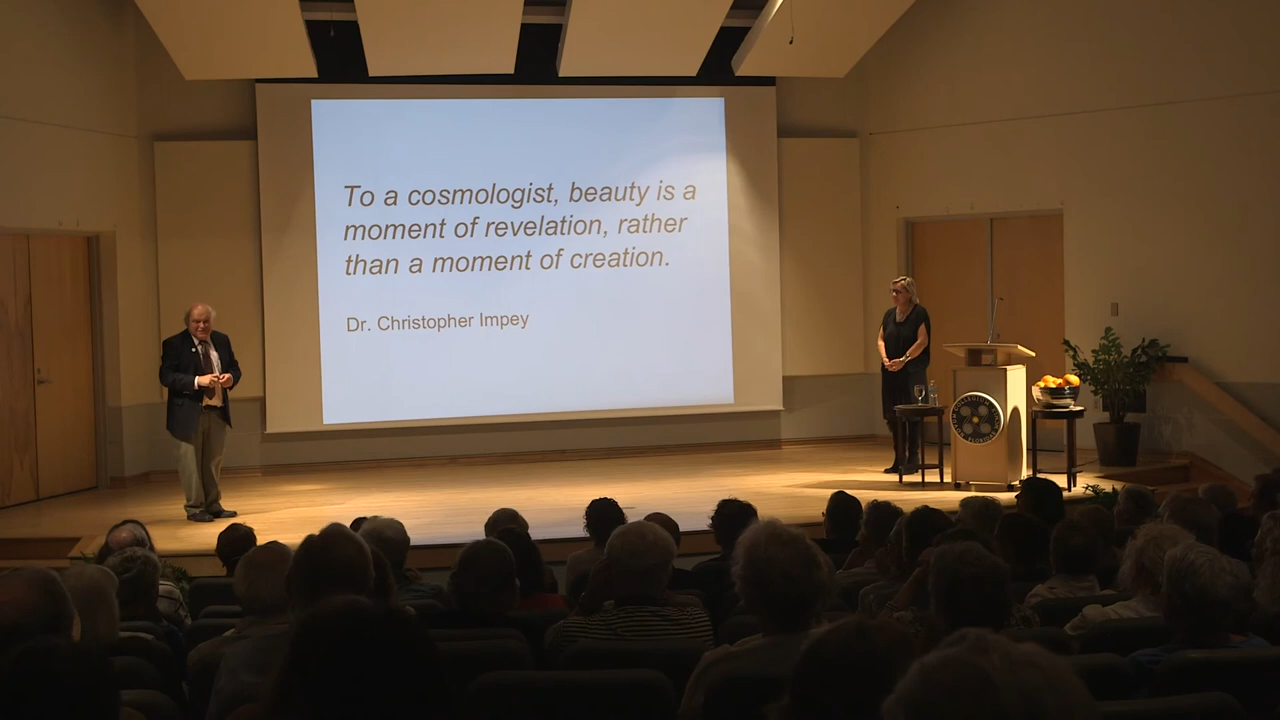 To a cosmologist, beauty is a
moment of revelation, rather
than a moment of creation.
Dr. Christopher Impey